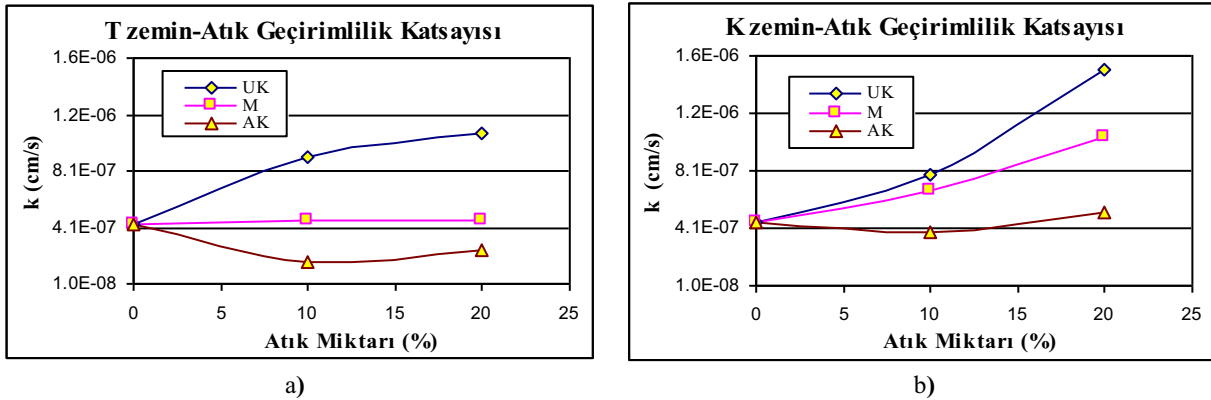 T zemin-Atık Geçirimlilik Katsayısı
1.6E-06
1.2E-06
8.1E-07
4.1E-07
1.0E-08
k (cm/s)
UK
M
AK
0 5 10 15 20 25
Atık Miktarı (%)
a)
K zemin-Atık Geçirimlilik Katsayısı
1.6E-06
1.2E-06
8.1E-07
4.1E-07
1.0E-08
k (cm/s)
UK
M
AK
0 5 10 15 20 25
Atık Miktarı (%)
b)